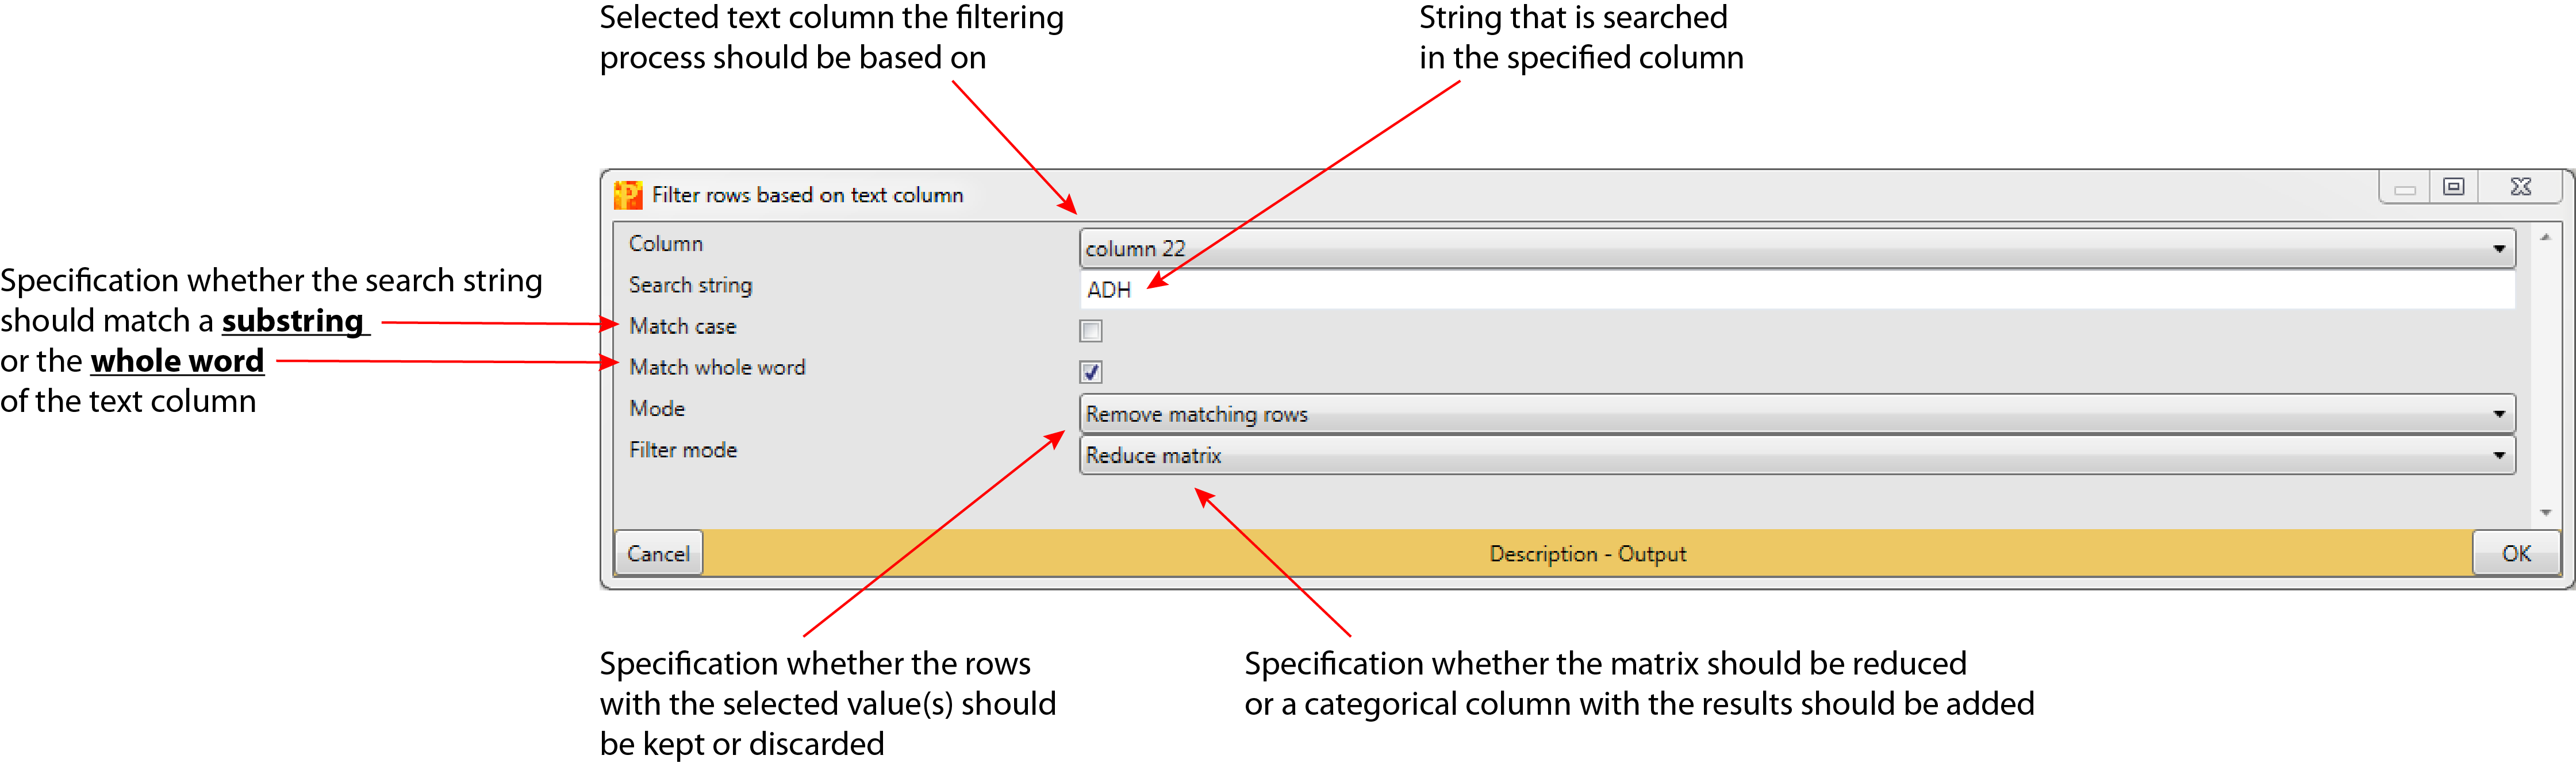 Selected text column the filtering
process should be based on
String that is searched
in the specified column
Filter rows based on text column
Column
column 22
Search string
ADH
Specification whether the search string
should match a substring
or the whole word
of the text column
Match case
Match whole word
Mode
Remove matching rows
Filter mode
Reduce matrix
Cancel
Description - Output
OK
Specification whether the rows
with the selected value(s) should
be kept or discarded
Specification whether the matrix should be reduced
or a categorical column with the results should be added